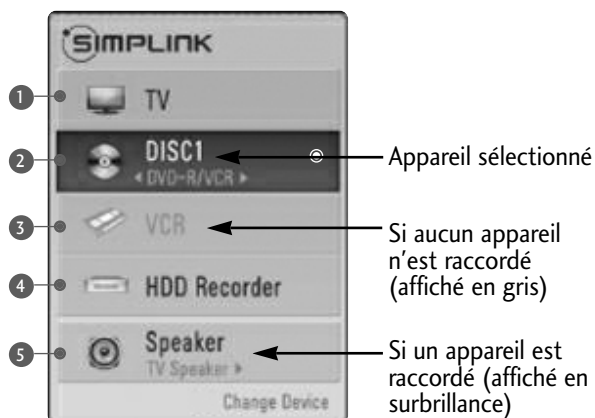 SIMPLINK
1 TV
2 DISC1
◄ DVD-R/VCR ►
Appareil sélectionné
3 VCR
Si aucun appareil
n'est raccordé
(affiché en gris)
4 HDD Recorder
5 Speaker
TV Speaker ►
Si un appareil est
raccordé (affiché en
surbrillance)
Change Device